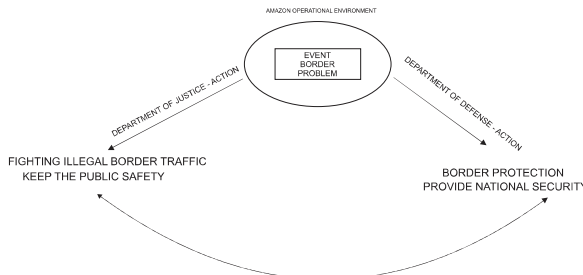 AMAZON OPERATIONAL ENVIRONMENT
EVENT
BORDER
PROBLEM
DEPARTMENT OF JUSTICE - ACTION
DEPARTMENT OF DEFENSE - ACTION
FIGHTING ILLEGAL BORDER TRAFFIC
KEEP THE PUBLIC SAFETY
BORDER PROTECTION
PROVIDE NATIONAL SECURITY